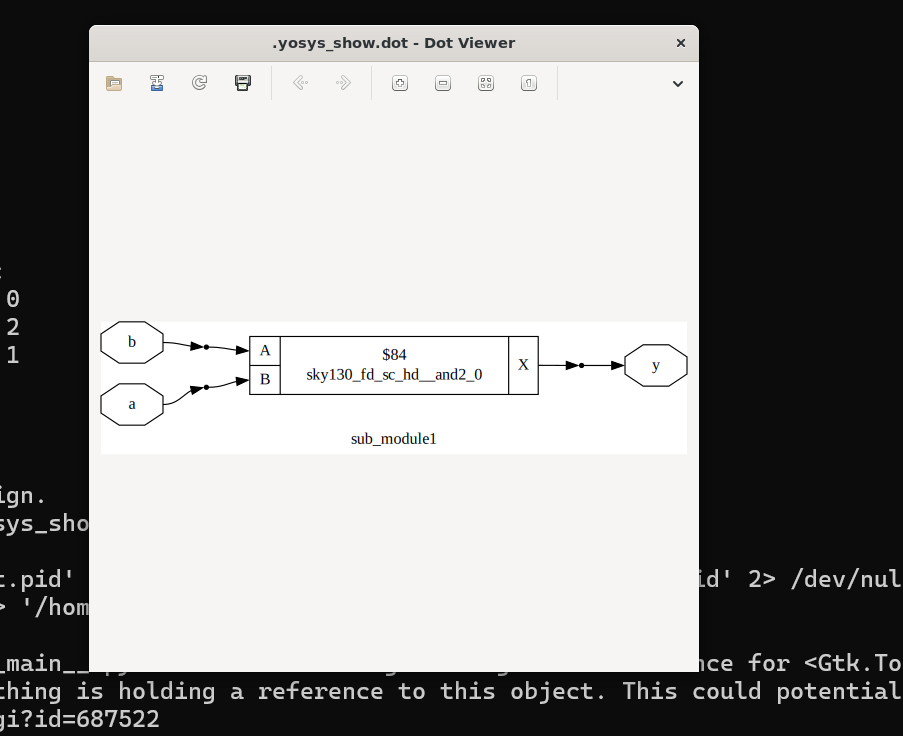 .yosys_show.dot - Dot Viewer
0
2
1
b
a
A
B
$84
sky130_fd_sc_hd__and2_0
X
y
sub_module1
ign.
sys_sho
t.pid'
id' 2> /dev/nul
> '/hom
_main__
nce for <Gtk.To
thing is holding a reference to this object. This could potential
gi?id=687522